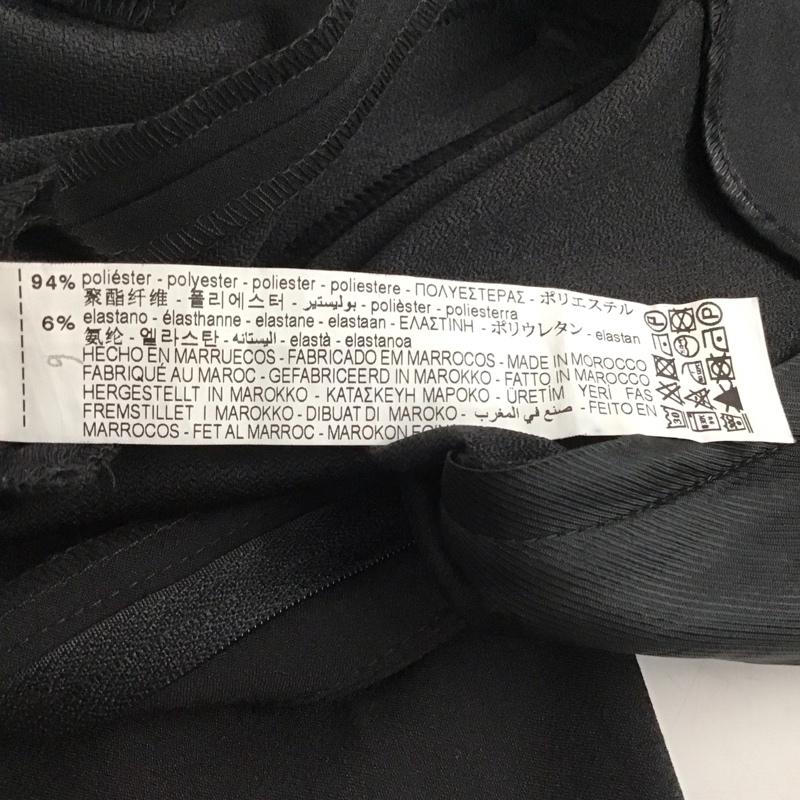 94% poliéster - polyester - poliester - poliestere - ΠΟΛΥΕΣΤΕΡΑΣ - ポリエステル
聚酯纤维 - 폴리에스터 - بوليستير - polièster - poliesterra
6% elastano - élasthanne - elastane - elastaan - ΕΛΑΣΤΙΝΗ - ポリウレタン - elastan
氨纶 - 엘라스탄 - اليستانه - elastà - elastanoa
HECHO EN MARRUECOS - FABRICADO EM MARROCOS - MADE IN MOROCCO
FABRIQUÉ AU MAROC - GEFABRICEERD IN MAROKKO - FATTO IN MAROCCO
HERGESTELLT IN MAROKKO - ΚΑΤΑΣΚΕΥΗ ΜΑΡΟΚΟ - ÜRETİM YERİ FAS
FREMSTILLET I MAROKKO - DIBUAT DI MAROKO - صنع في المغرب - FEITO EN
MARROCOS - FET AL MARROC - MAROKON